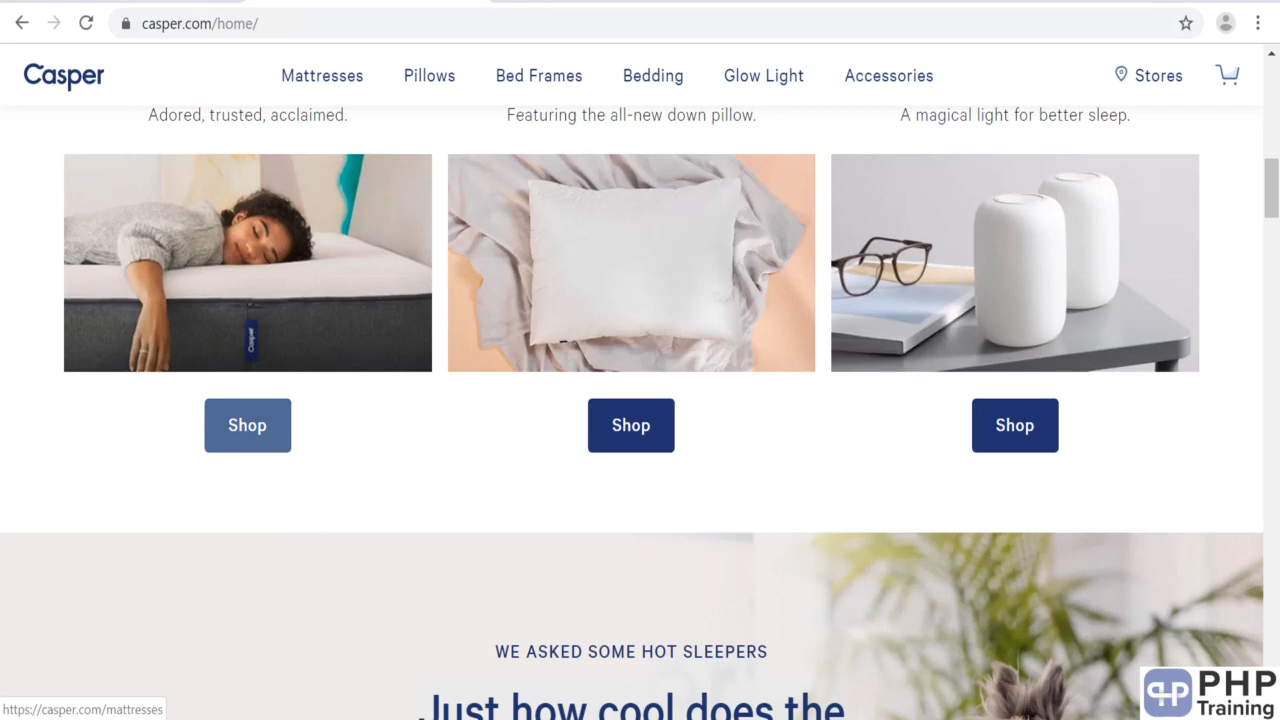 casper.com/home/
Casper
Mattresses
Pillows
Bed Frames
Bedding
Glow Light
Accessories
Stores
Adored, trusted, acclaimed.
Featuring the all-new down pillow.
A magical light for better sleep.
Casper
Shop
Shop
Shop
WE ASKED SOME HOT SLEEPERS
Just how cool does the
https://casper.com/mattresses
PHP
PHP
Training